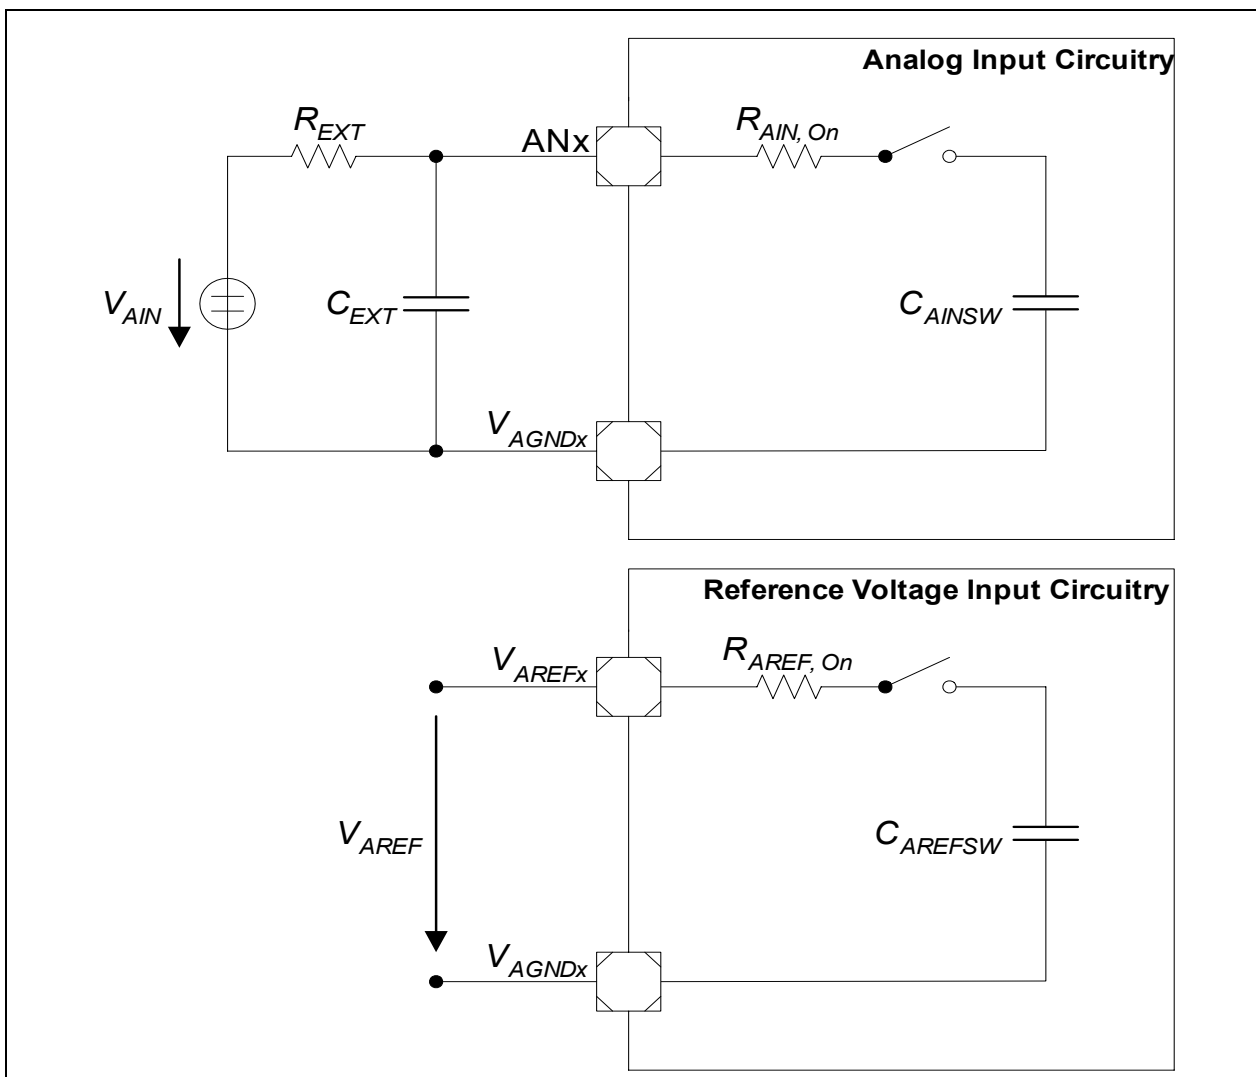 Analog Input Circuitry
R_EXT
ANx
R_AIN, On
V_AIN
C_EXT
C_AINSW
V_AGNDx
Reference Voltage Input Circuitry
V_AREFx
R_AREF, On
V_AREF
C_AREFSW
V_AGNDx